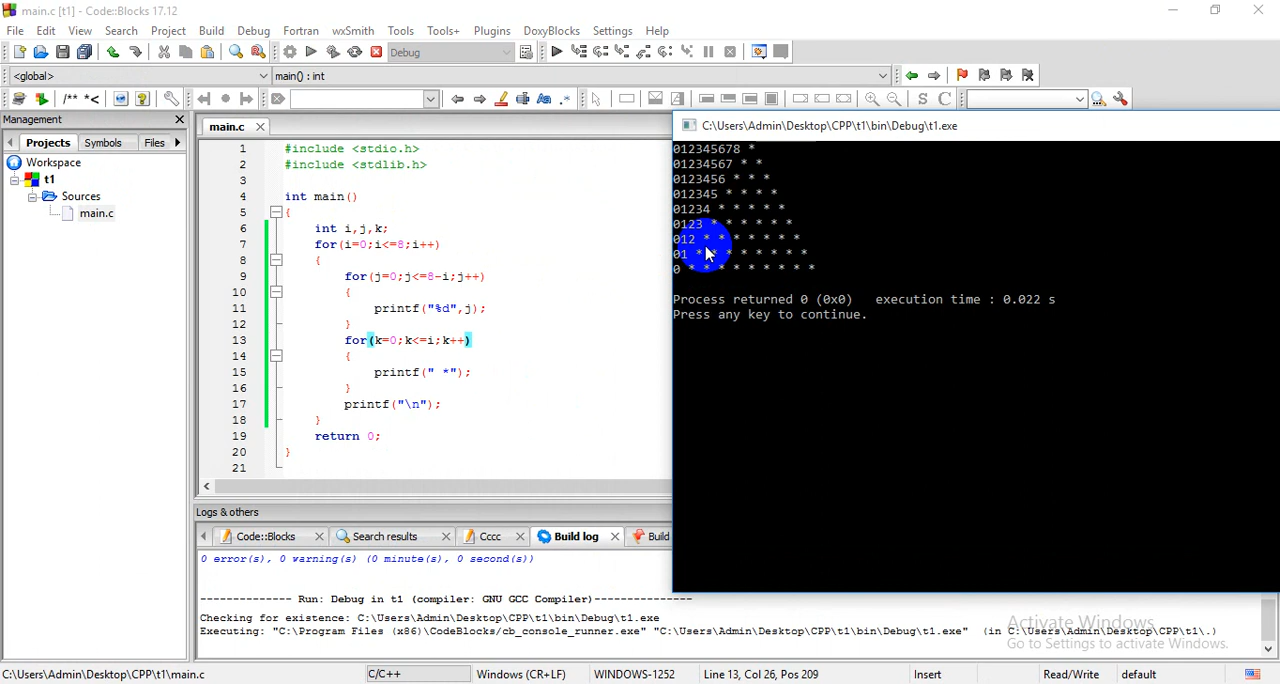 main.c [t1] - Code::Blocks 17.12
File Edit View Search Project Build Debug Fortran wxSmith Tools Tools+ Plugins DoxyBlocks Settings Help
Debug
<global> main() : int
/** *<
S C
Management
Projects Symbols Files
Workspace
t1
Sources
main.c
main.c
1 #include <stdio.h>
2 #include <stdlib.h>
3
4 int main()
5 {
6 int i,j,k;
7 for(i=0;i<=8;i++)
8 {
9 for(j=0;j<=8-i;j++)
10 {
11 printf("%d",j);
12 }
13 for(k=0;k<=i;k++)
14 {
15 printf(" *");
16 }
17 printf("\n");
18 }
19 return 0;
20 }
21
C:\Users\Admin\Desktop\CPP\t1\bin\Debug\t1.exe
012345678 *
01234567 * *
0123456 * * *
012345 * * * *
01234 * * * * *
0123 * * * * * *
012 * * * * * * *
01 * * * * * * * *
0 * * * * * * * * *
Process returned 0 (0x0) execution time : 0.022 s
Press any key to continue.
Logs & others
Code::Blocks Search results Cccc Build log Build
0 error(s), 0 warning(s) (0 minute(s), 0 second(s))
-------------- Run: Debug in t1 (compiler: GNU GCC Compiler)---------------
Checking for existence: C:\Users\Admin\Desktop\CPP\t1\bin\Debug\t1.exe
Executing: "C:\Program Files (x86)\CodeBlocks/cb_console_runner.exe" "C:\Users\Admin\Desktop\CPP\t1\bin\Debug\t1.exe" (in C:\Users\Admin\Desktop\CPP\t1\.)
Activate Windows
Go to Settings to activate Windows.
C:\Users\Admin\Desktop\CPP\t1\main.c C/C++ Windows (CR+LF) WINDOWS-1252 Line 13, Col 26, Pos 209 Insert Read/Write default